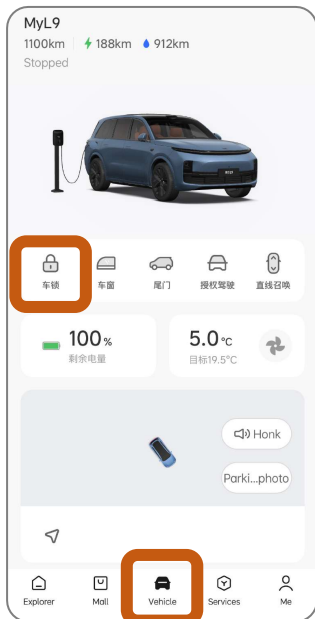 MyL9
1100km 188km 912km
Stopped
车锁 车窗 尾门 授权驾驶 直线召唤
100% 5.0℃
剩余电量 目标19.5℃
Honk
Parki...photo
Explorer Mall Vehicle Services Me